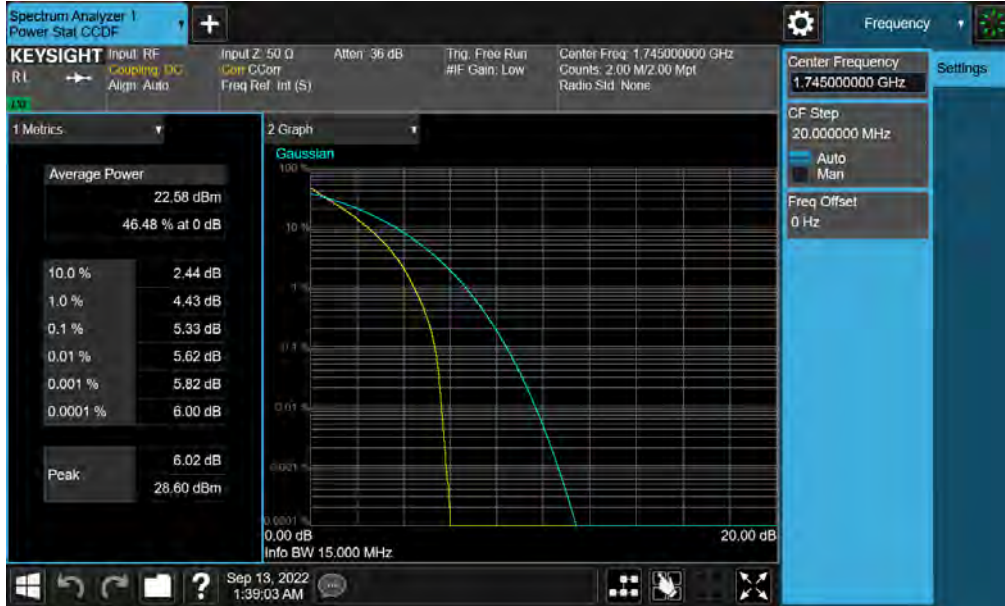 Spectrum Analyzer 1
Power Stat CCDF
Frequency
KEYSIGHT
RL
Input: RF
Coupling: DC
Align: Auto
Input Z: 50 Ω
Corr CCorr
Freq Ref: Int (S)
Atten: 36 dB
Trig: Free Run
#IF Gain: Low
Center Freq: 1.745000000 GHz
Counts: 2.00 M/2.00 Mpt
Radio Std: None
Center Frequency
1.745000000 GHz
Settings
CF Step
20.000000 MHz
Auto
Man
Freq Offset
0 Hz
1 Metrics
Average Power
22.58 dBm
46.48 % at 0 dB
10.0 % 2.44 dB
1.0 % 4.43 dB
0.1 % 5.33 dB
0.01 % 5.62 dB
0.001 % 5.82 dB
0.0001 % 6.00 dB
Peak
6.02 dB
28.60 dBm
2 Graph
Gaussian
100 %
10 %
1 %
0.1 %
0.01 %
0.001 %
0.0001 %
0.00 dB
20.00 dB
Info BW 15.000 MHz
?
Sep 13, 2022
1:39:03 AM